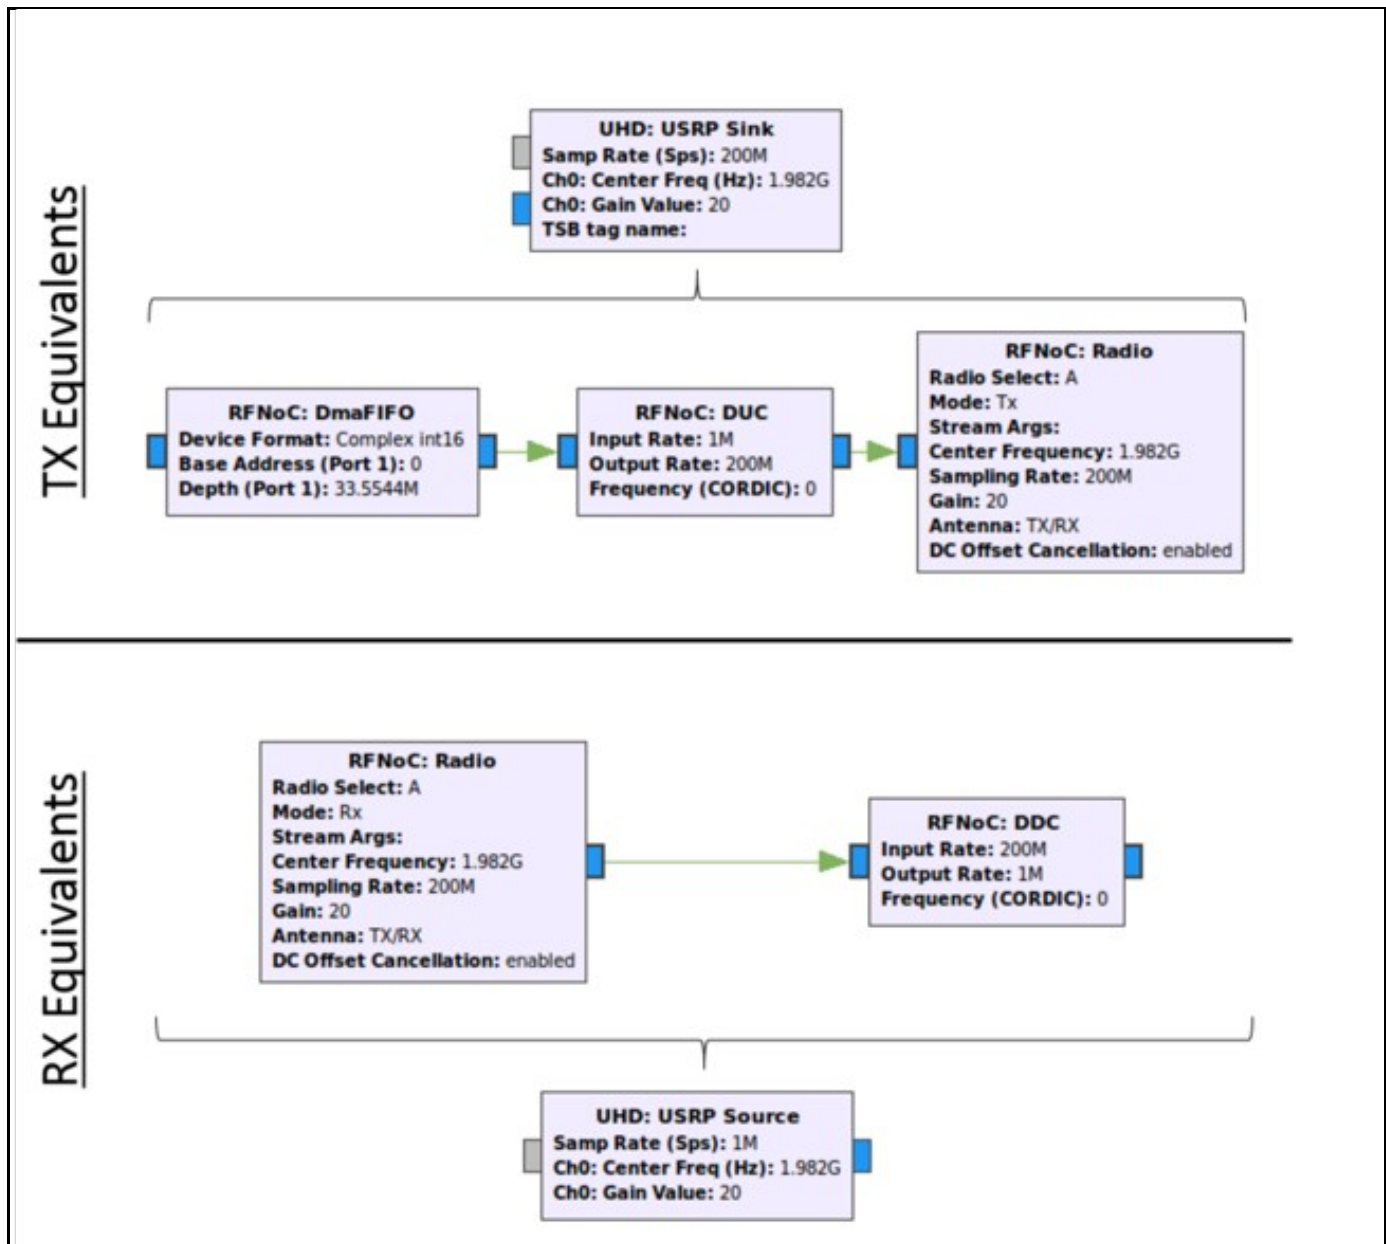 TX Equivalents
UHD: USRP Sink
Samp Rate (Sps): 200M
Ch0: Center Freq (Hz): 1.982G
Ch0: Gain Value: 20
TSB tag name:
RFNoC: DmaFIFO
Device Format: Complex int16
Base Address (Port 1): 0
Depth (Port 1): 33.5544M
RFNoC: DUC
Input Rate: 1M
Output Rate: 200M
Frequency (CORDIC): 0
RFNoC: Radio
Radio Select: A
Mode: Tx
Stream Args:
Center Frequency: 1.982G
Sampling Rate: 200M
Gain: 20
Antenna: TX/RX
DC Offset Cancellation: enabled
RX Equivalents
RFNoC: Radio
Radio Select: A
Mode: Rx
Stream Args:
Center Frequency: 1.982G
Sampling Rate: 200M
Gain: 20
Antenna: TX/RX
DC Offset Cancellation: enabled
RFNoC: DDC
Input Rate: 200M
Output Rate: 1M
Frequency (CORDIC): 0
UHD: USRP Source
Samp Rate (Sps): 1M
Ch0: Center Freq (Hz): 1.982G
Ch0: Gain Value: 20